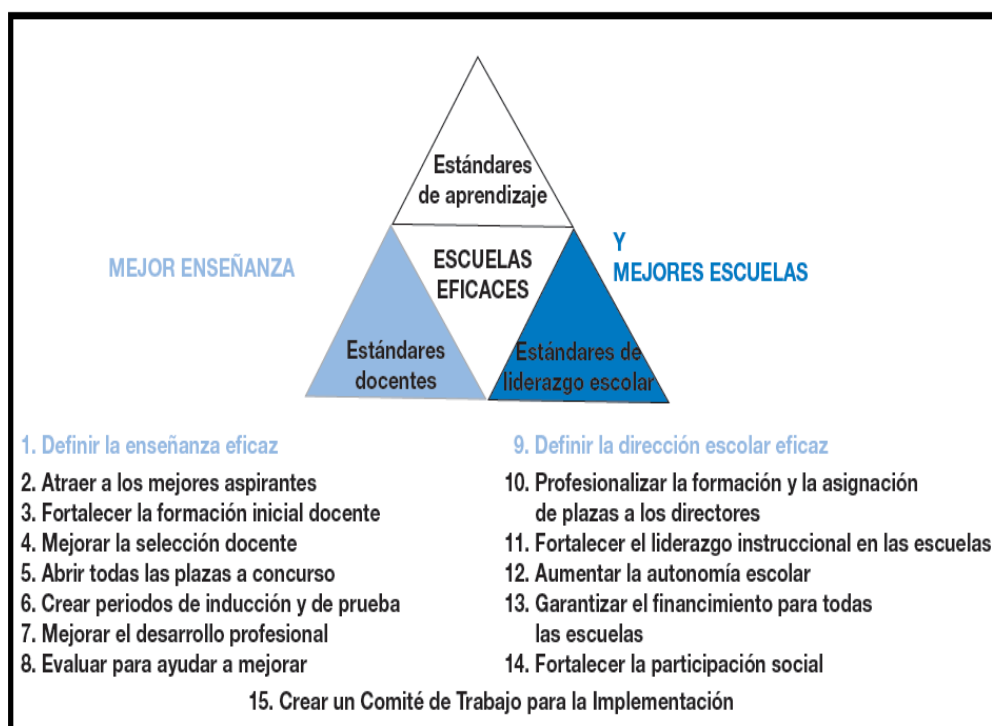 Estándares
de aprendizaje
MEJOR ENSEÑANZA
ESCUELAS
EFICACES
Y
MEJORES ESCUELAS
Estándares
docentes
Estándares de
liderazgo escolar
1. Definir la enseñanza eficaz
2. Atraer a los mejores aspirantes
3. Fortalecer la formación inicial docente
4. Mejorar la selección docente
5. Abrir todas las plazas a concurso
6. Crear periodos de inducción y de prueba
7. Mejorar el desarrollo profesional
8. Evaluar para ayudar a mejorar
9. Definir la dirección escolar eficaz
10. Profesionalizar la formación y la asignación
de plazas a los directores
11. Fortalecer el liderazgo instruccional en las escuelas
12. Aumentar la autonomía escolar
13. Garantizar el financimiento para todas
las escuelas
14. Fortalecer la participación social
15. Crear un Comité de Trabajo para la Implementación